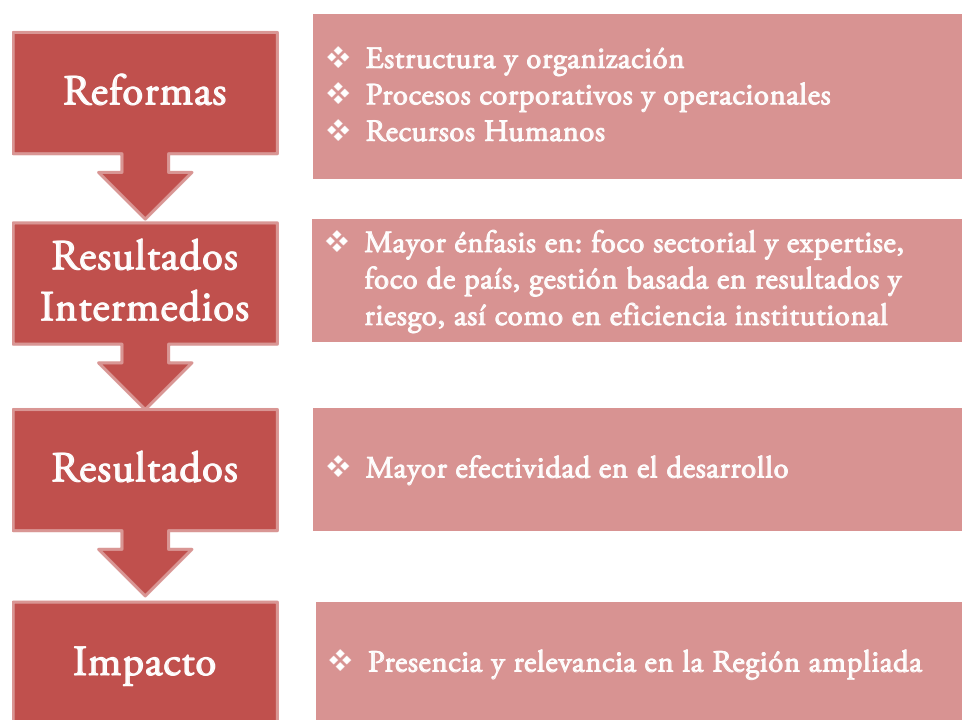 Reformas
❖ Estructura y organización
❖ Procesos corporativos y operacionales
❖ Recursos Humanos
Resultados
Intermedios
❖ Mayor énfasis en: foco sectorial y expertise,
foco de país, gestión basada en resultados y
riesgo, así como en eficiencia institutional
Resultados
❖ Mayor efectividad en el desarrollo
Impacto
❖ Presencia y relevancia en la Región ampliada